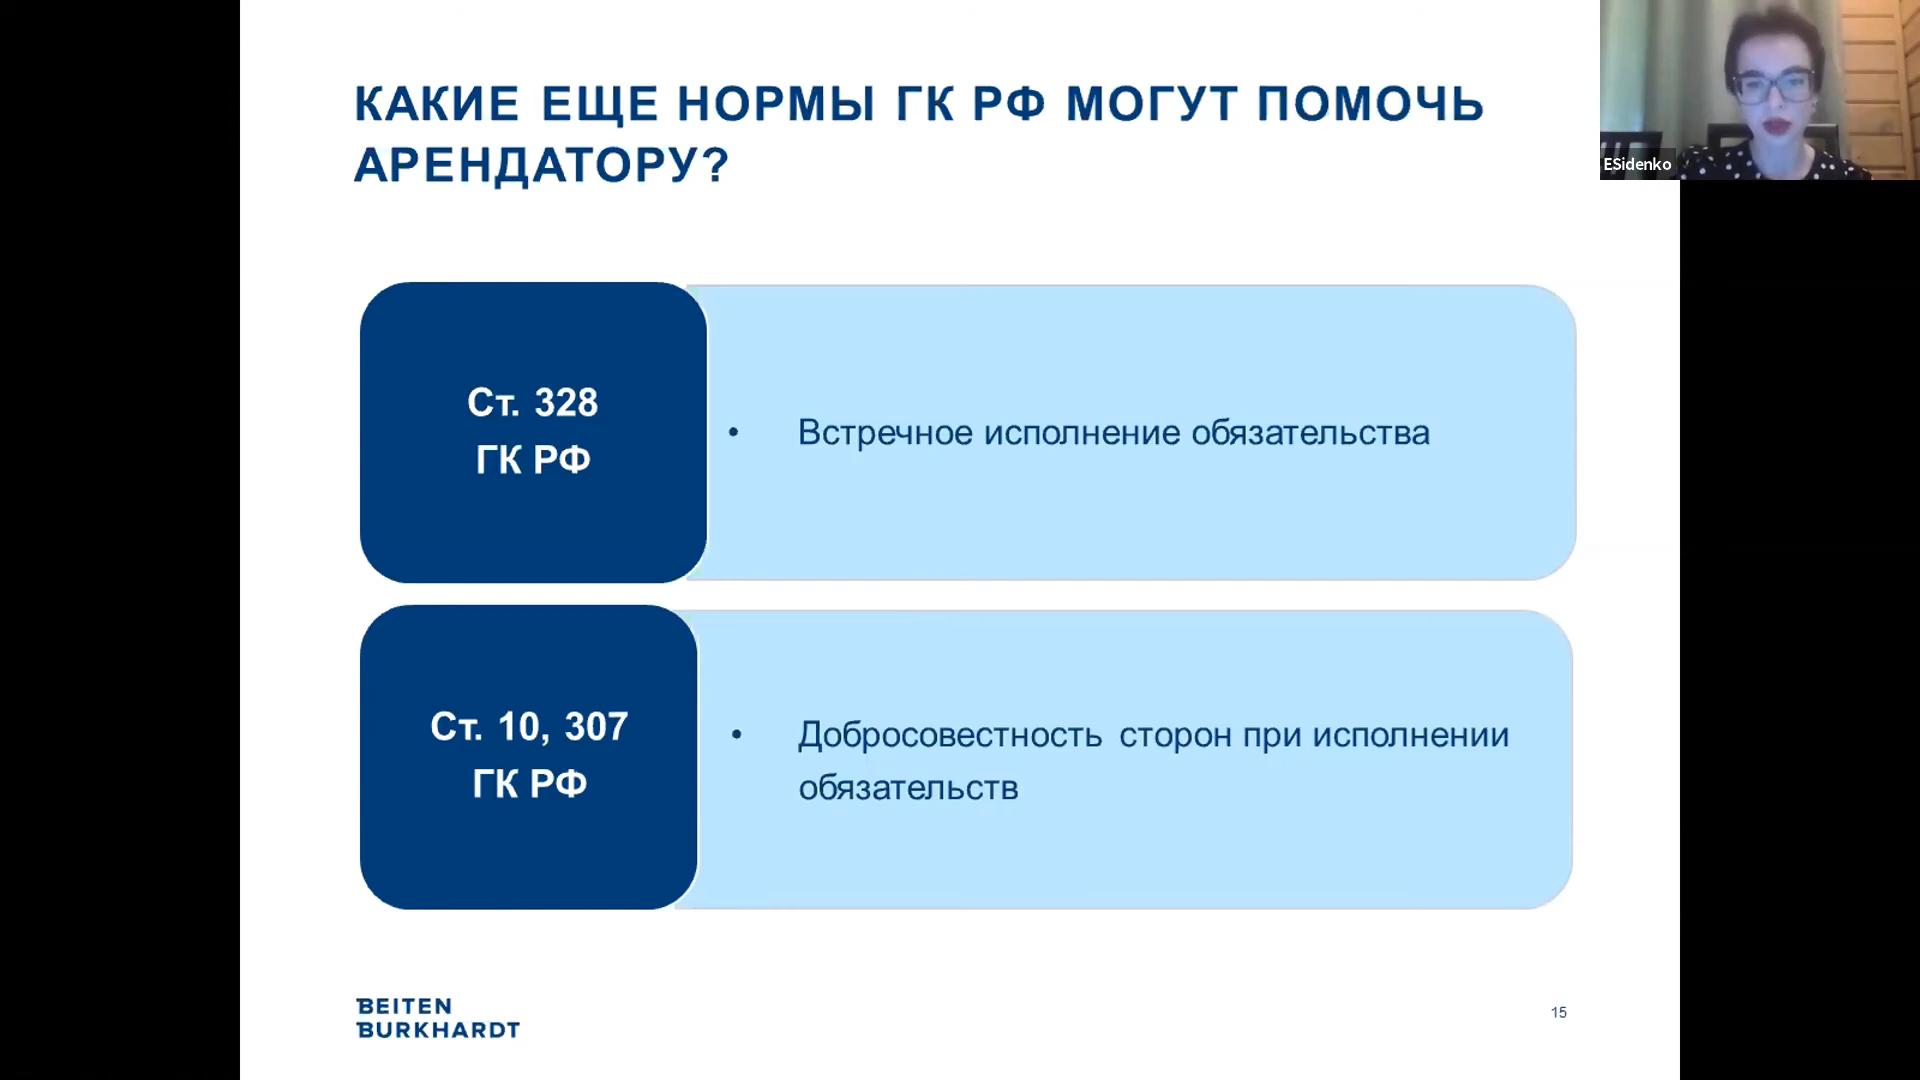 КАКИЕ ЕЩЕ НОРМЫ ГК РФ МОГУТ ПОМОЧЬ
АРЕНДАТОРУ?
ESidenko
Ст. 328
ГК РФ
• Встречное исполнение обязательства
Ст. 10, 307
ГК РФ
• Добросовестность сторон при исполнении
обязательств
BEITEN
BURKHARDT
15